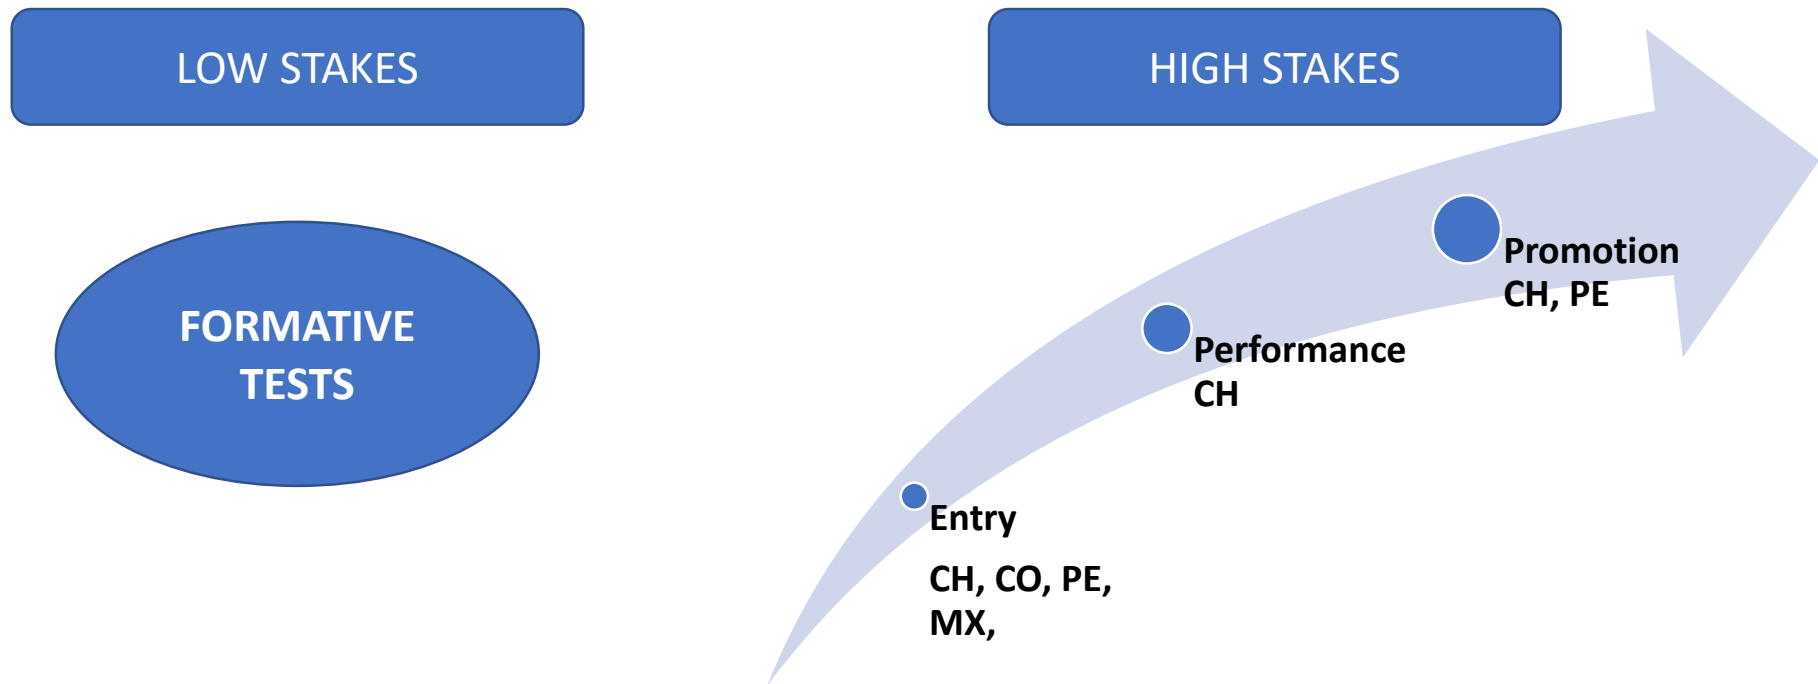 LOW STAKES
HIGH STAKES
FORMATIVE
TESTS
Promotion
CH, PE
Performance
CH
Entry
CH, CO, PE,
MX,